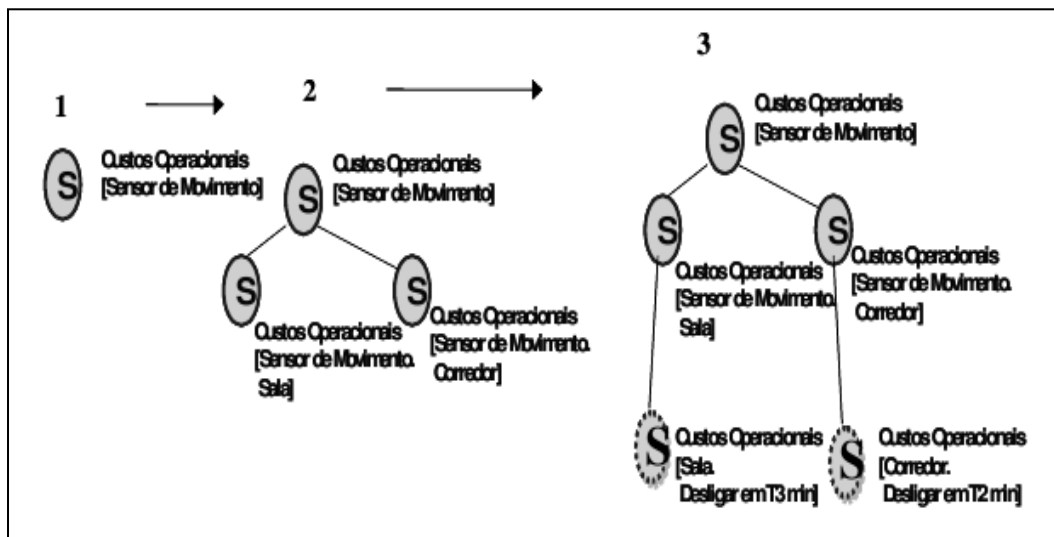 1
S
Custos Operacionais
[Sensor de Movimento]
2
S
Custos Operacionais
[Sensor de Movimento]
S
Custos Operacionais
[Sensor de Movimento.
Sala]
S
Custos Operacionais
[Sensor de Movimento.
Corredor]
3
S
Custos Operacionais
[Sensor de Movimento]
S
Custos Operacionais
[Sensor de Movimento.
Sala]
S
Custos Operacionais
[Sensor de Movimento.
Corredor]
S
Custos Operacionais
[Sala.
Desligar em T3 min]
S
Custos Operacionais
[Corredor.
Desligar em T2 min]